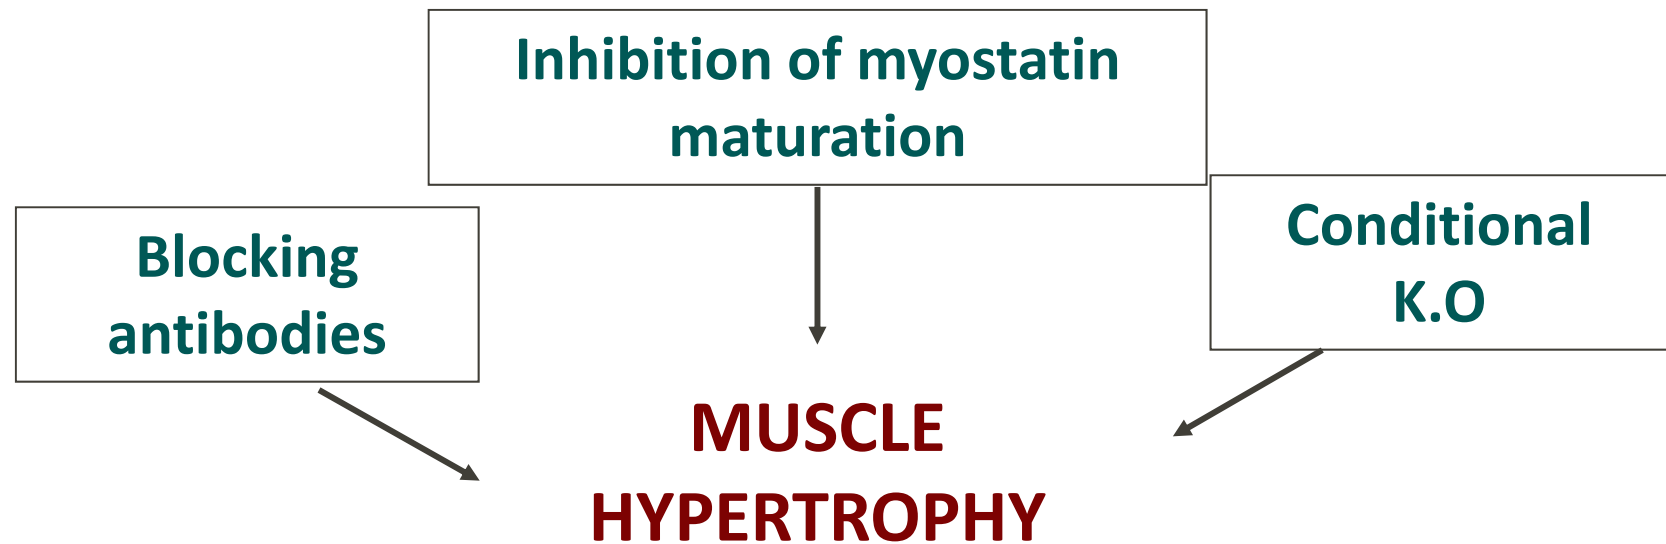 Inhibition of myostatin
maturation
Blocking
antibodies
Conditional
K.O
MUSCLE
HYPERTROPHY